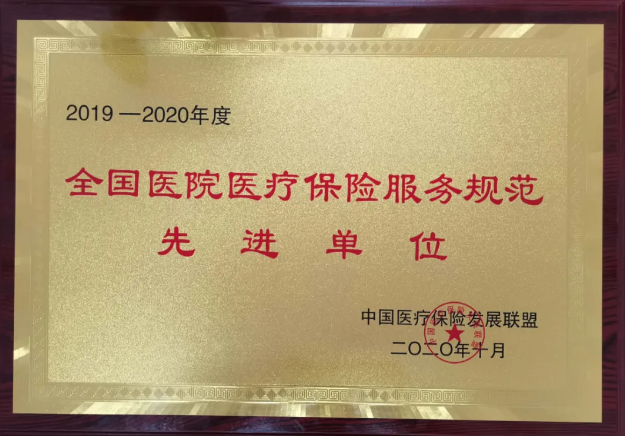 2019—2020年度
全国医院医疗保险服务规范
先进单位
中国医疗保险发展联盟
二〇二〇年十月